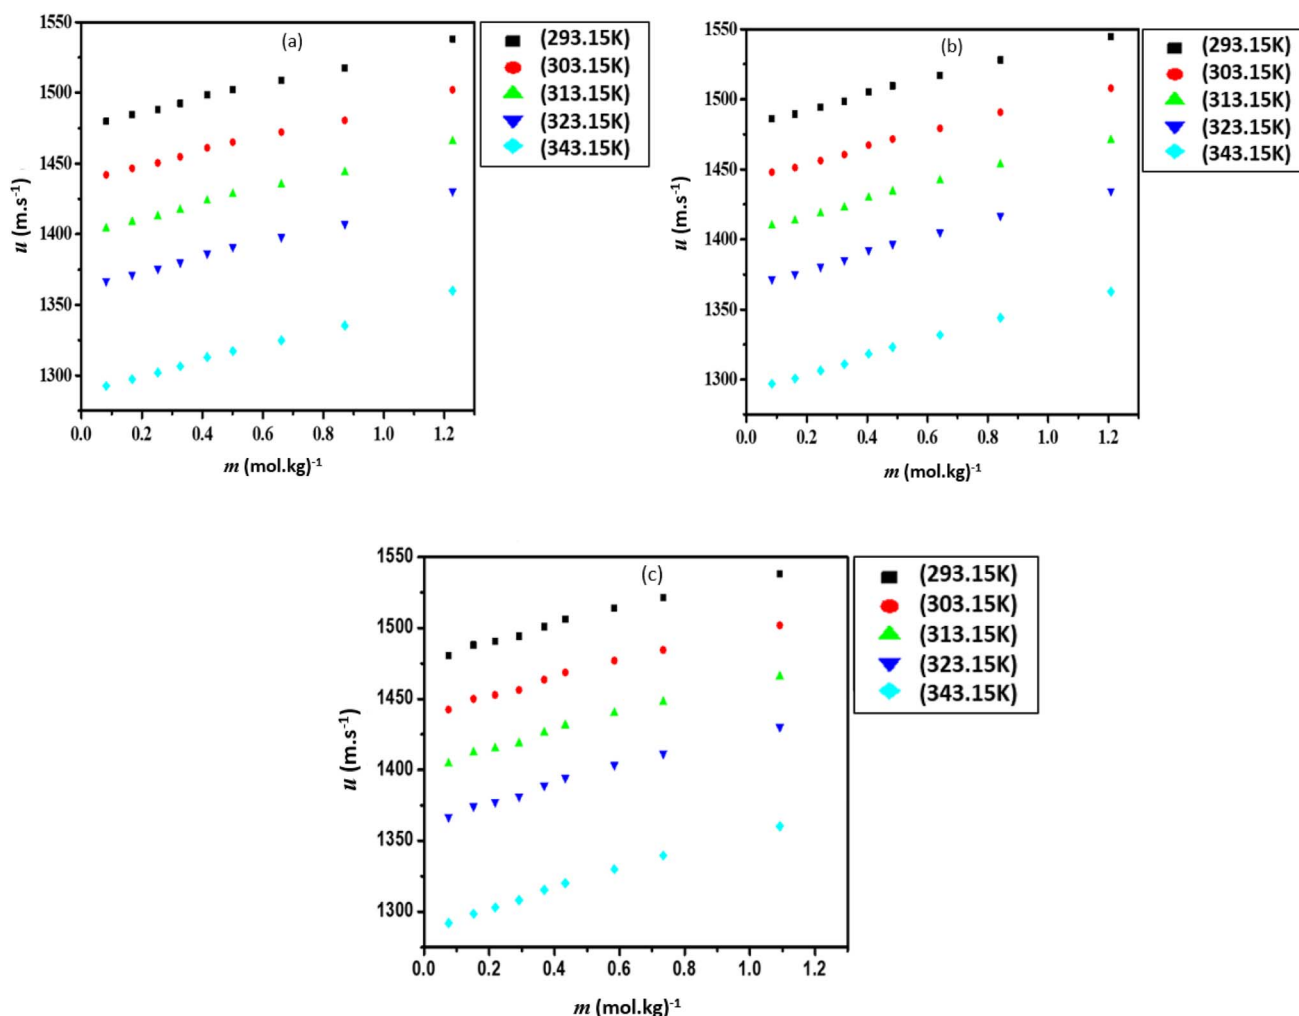 (a)
1550
1500
1450
1400
1350
1300
0.0 0.2 0.4 0.6 0.8 1.0 1.2
u (m.s-1)
m (mol.kg)-1
(293.15K)
(303.15K)
(313.15K)
(323.15K)
(343.15K)
(b)
1550
1500
1450
1400
1350
1300
0.0 0.2 0.4 0.6 0.8 1.0 1.2
u (m.s-1)
m (mol.kg)-1
(293.15K)
(303.15K)
(313.15K)
(323.15K)
(343.15K)
(c)
1550
1500
1450
1400
1350
1300
0.0 0.2 0.4 0.6 0.8 1.0 1.2
u (m.s-1)
m (mol.kg)-1
(293.15K)
(303.15K)
(313.15K)
(323.15K)
(343.15K)